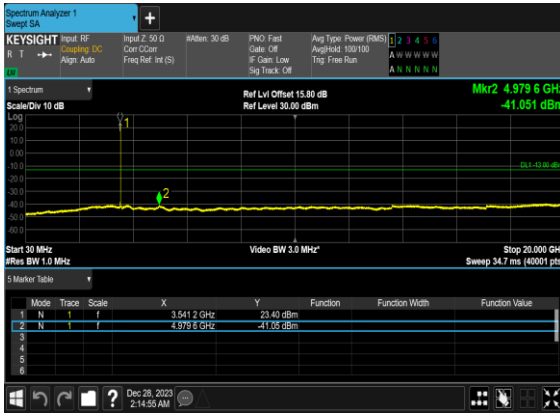 Spectrum Analyzer 1
Swept SA
+
KEYSIGHT Input: RF Input Z: 50 Ω #Atten: 30 dB PNO: Fast Avg Type: Power (RMS) 1 2 3 4 5 6
R T Coupling: DC Corr CCorr Gate: Off Avg|Hold: 100/100 A W W W W W
Align: Auto Freq Ref: Int (S) IF Gain: Low Trig: Free Run
Sig Track: Off A N N N N N
1 Spectrum Ref Lvl Offset 15.80 dB Mkr2 4.979 6 GHz
Scale/Div 10 dB Ref Level 30.00 dBm -41.051 dBm
Log
20.0
10.0
0.00
-10.0
DL1 -13.00 dBm
-20.0
-30.0
-40.0
-50.0
-60.0
1
2
Start 30 MHz Video BW 3.0 MHz* Stop 20.000 GHz
#Res BW 1.0 MHz Sweep 34.7 ms (40001 pts)
5 Marker Table
Mode Trace Scale X Y Function Function Width Function Value
1 N 1 f 3.541 2 GHz 23.40 dBm
2 N 1 f 4.979 6 GHz -41.05 dBm
3
4
5
6
? Dec 28, 2023
2:14:55 AM